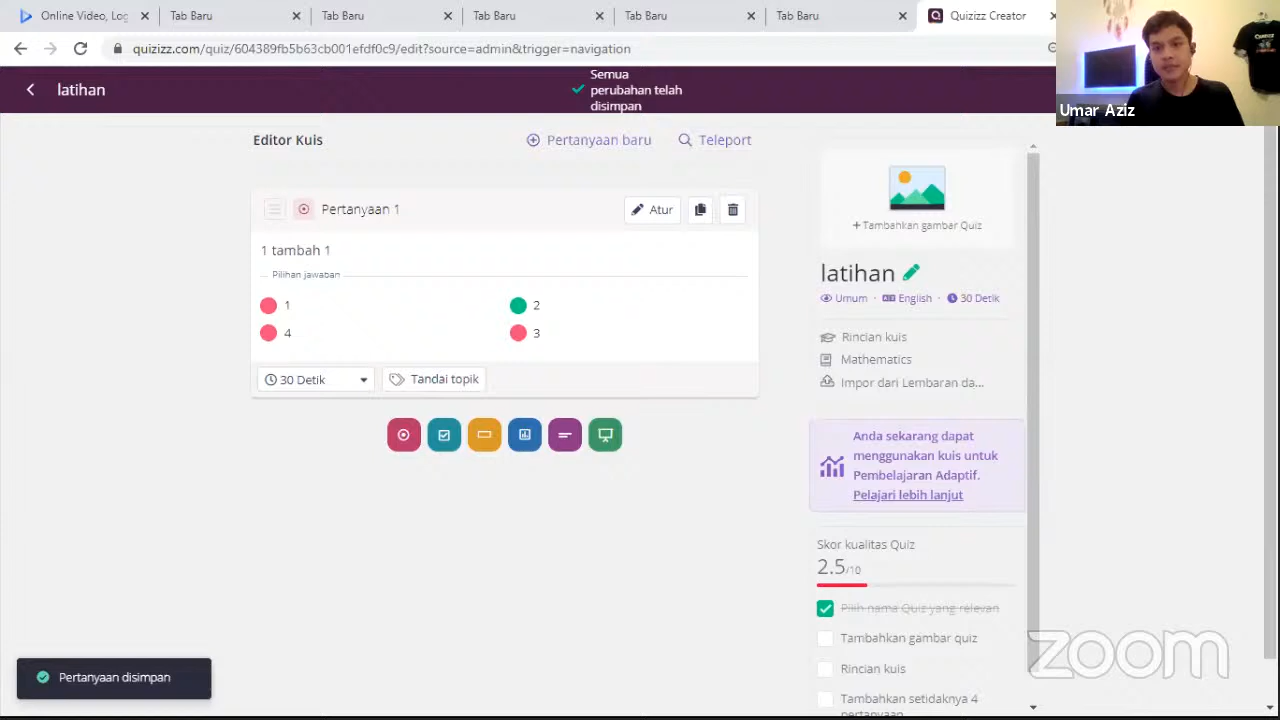 Online Video, Log
Tab Baru
Tab Baru
Tab Baru
Tab Baru
Tab Baru
Quizizz Creator
quizizz.com/quiz/604389fb5b63cb001efdf0c9/edit?source=admin&trigger=navigation
Umar Aziz
latihan
Semua
perubahan telah
disimpan
Editor Kuis
Pertanyaan baru
Teleport
Pertanyaan 1
Atur
1 tambah 1
Pilihan jawaban
1
2
4
3
30 Detik
Tandai topik
+ Tambahkan gambar Quiz
latihan
Umum · English · 30 Detik
Rincian kuis
Mathematics
Impor dari Lembaran da...
Anda sekarang dapat
menggunakan kuis untuk
Pembelajaran Adaptif.
Pelajari lebih lanjut
Skor kualitas Quiz
2.5/10
Pilih nama Quiz yang relevan
Tambahkan gambar quiz
Rincian kuis
Tambahkan setidaknya 4
pertanyaan
Pertanyaan disimpan
zoom